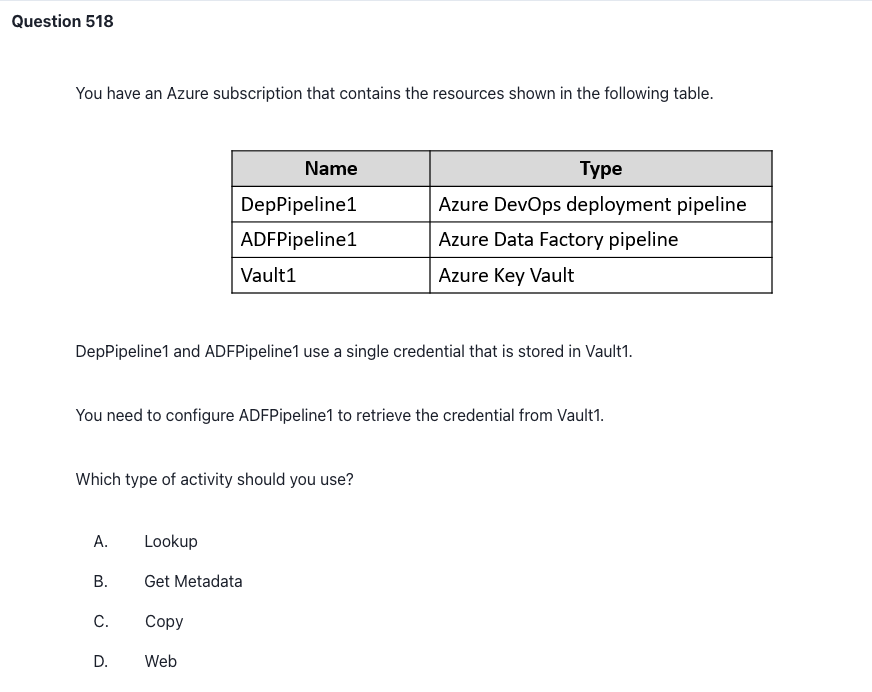 Question 518
You have an Azure subscription that contains the resources shown in the following table.
Name Type
DepPipeline1 Azure DevOps deployment pipeline
ADFPipeline1 Azure Data Factory pipeline
Vault1 Azure Key Vault
DepPipeline1 and ADFPipeline1 use a single credential that is stored in Vault1.
You need to configure ADFPipeline1 to retrieve the credential from Vault1.
Which type of activity should you use?
A. Lookup
B. Get Metadata
C. Copy
D. Web